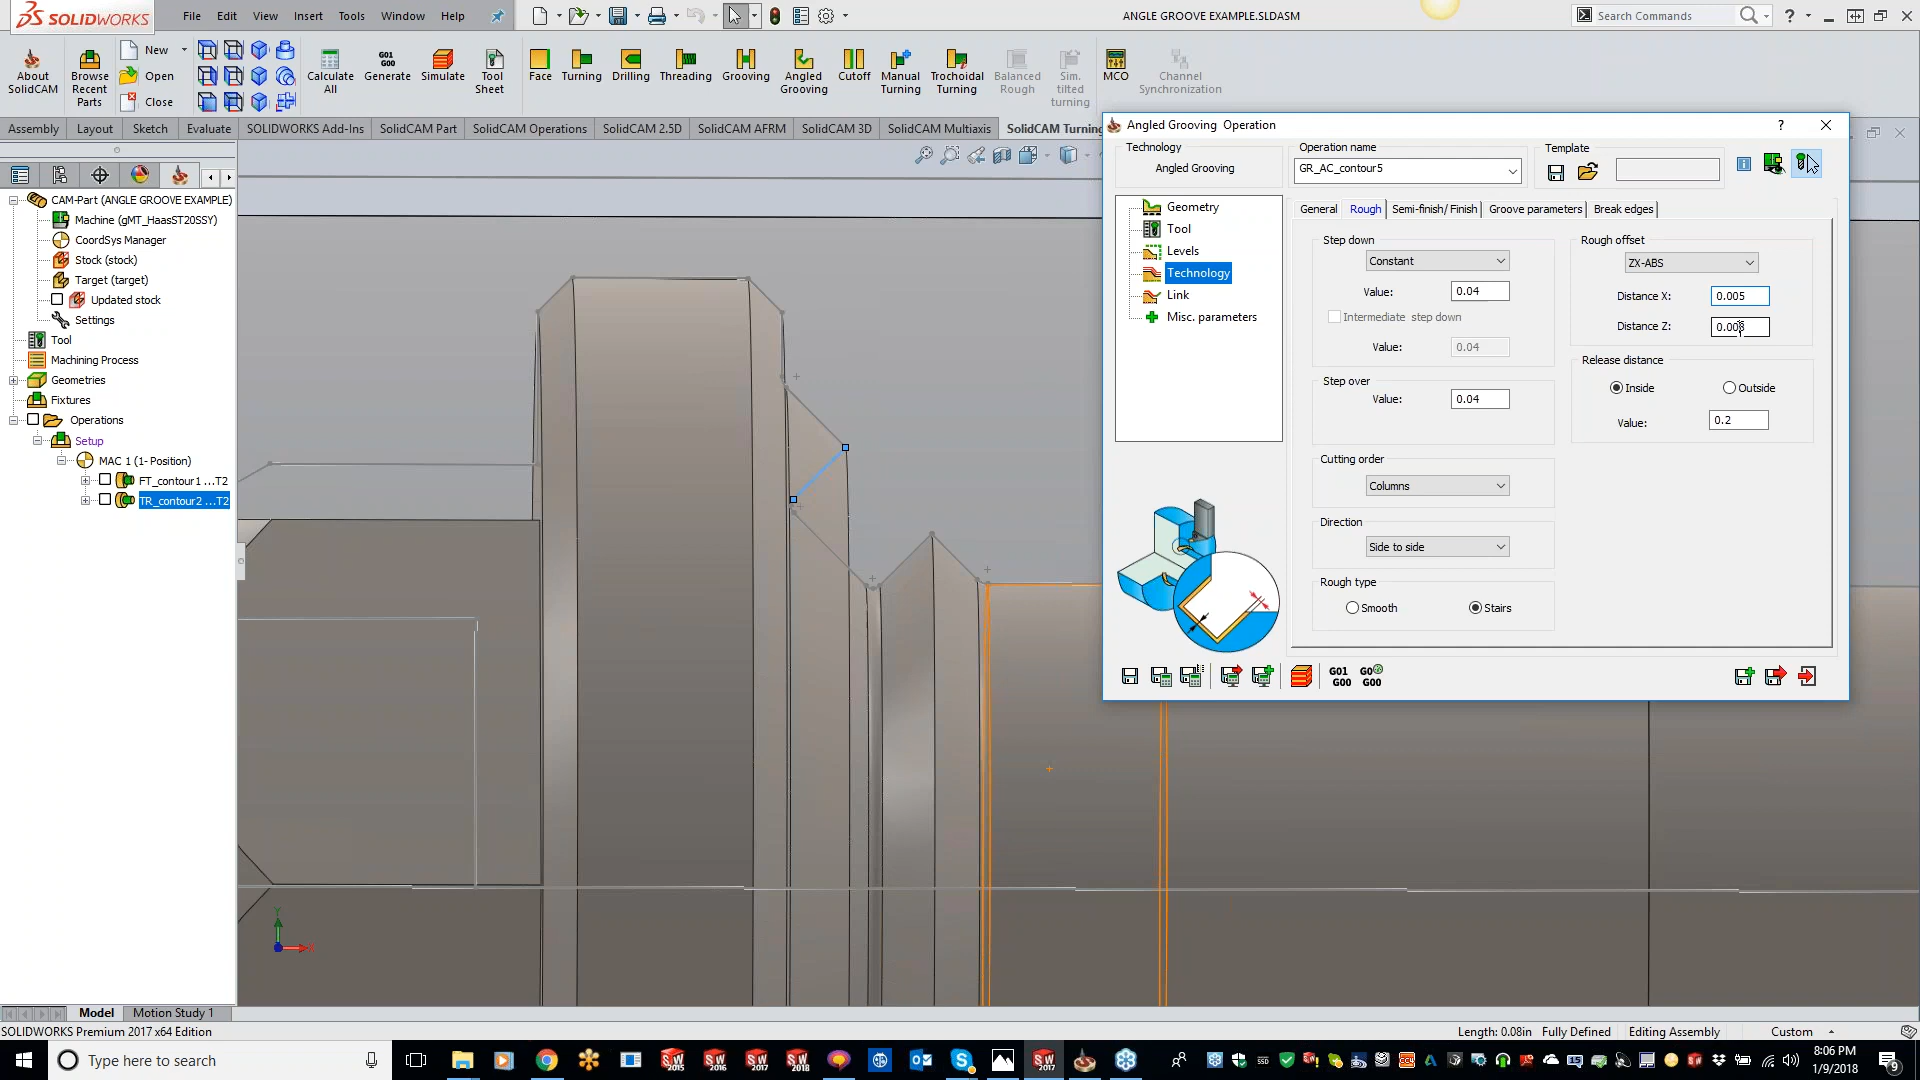 SOLIDWORKS
File Edit View Insert Tools Window Help
ANGLE GROOVE EXAMPLE.SLDASM
Search Commands
About SolidCAM
Browse Recent Parts
New
Open
Close
Calculate All
G01 G00
Generate
Simulate
Tool Sheet
Face
Turning
Drilling
Threading
Grooving
Angled Grooving
Cutoff
Manual Turning
Trochoidal Turning
Balanced Rough
Sim. tilted turning
MCO
Channel Synchronization
Assembly Layout Sketch Evaluate SOLIDWORKS Add-Ins SolidCAM Part SolidCAM Operations SolidCAM 2.5D SolidCAM AFRM SolidCAM 3D SolidCAM Multiaxis SolidCAM Turning
CAM-Part (ANGLE GROOVE EXAMPLE)
Machine (gMT_HaasST20SSY)
CoordSys Manager
Stock (stock)
Target (target)
Updated stock
Settings
Tool
Machining Process
Geometries
Fixtures
Operations
Setup
MAC 1 (1- Position)
FT_contour1 ...T2
TR_contour2 ...T2
Angled Grooving Operation
Technology
Angled Grooving
Operation name
GR_AC_contour5
Template
Geometry
Tool
Levels
Technology
Link
Misc. parameters
General Rough Semi-finish/ Finish Groove parameters Break edges
Step down
Constant
Value: 0.04
Intermediate step down
Value: 0.04
Step over
Value: 0.04
Cutting order
Columns
Direction
Side to side
Rough type
Smooth Stairs
Rough offset
ZX-ABS
Distance X: 0.005
Distance Z:
Release distance
Inside Outside
Value: 0.2
G01 G00
G0 G00
Model Motion Study 1
SOLIDWORKS Premium 2017 x64 Edition
Length: 0.08in Fully Defined Editing Assembly Custom
Type here to search
8:06 PM
1/9/2018